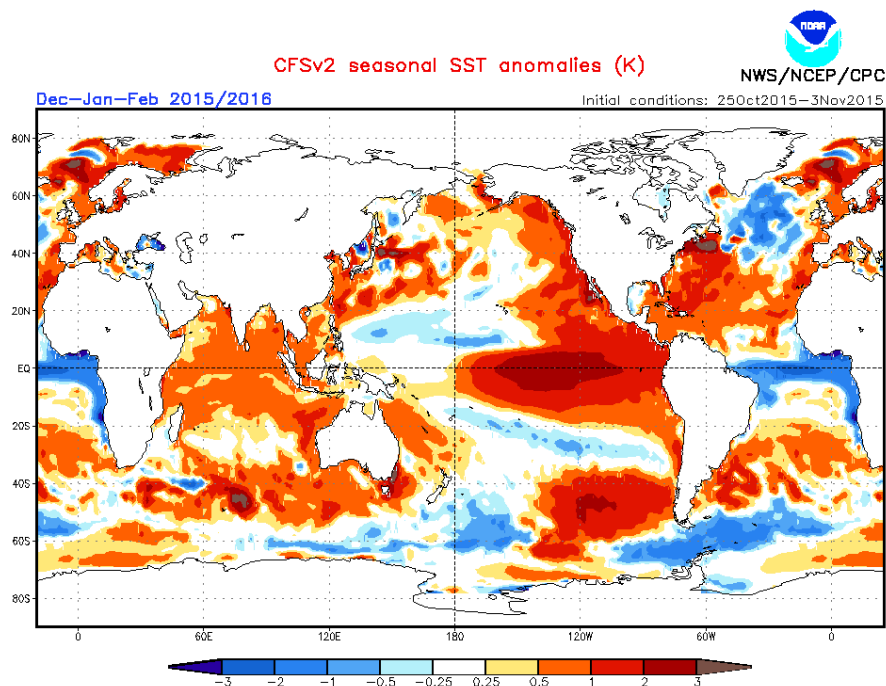 NOAA
CFSv2 seasonal SST anomalies (K)
NWS/NCEP/CPC
Dec-Jan-Feb 2015/2016
Initial conditions: 25Oct2015-3Nov2015
80N
60N
40N
20N
EQ
20S
40S
60S
80S
0 60E 120E 180 120W 60W 0
-3 -2 -1 -0.5 -0.25 0.25 0.5 1 2 3